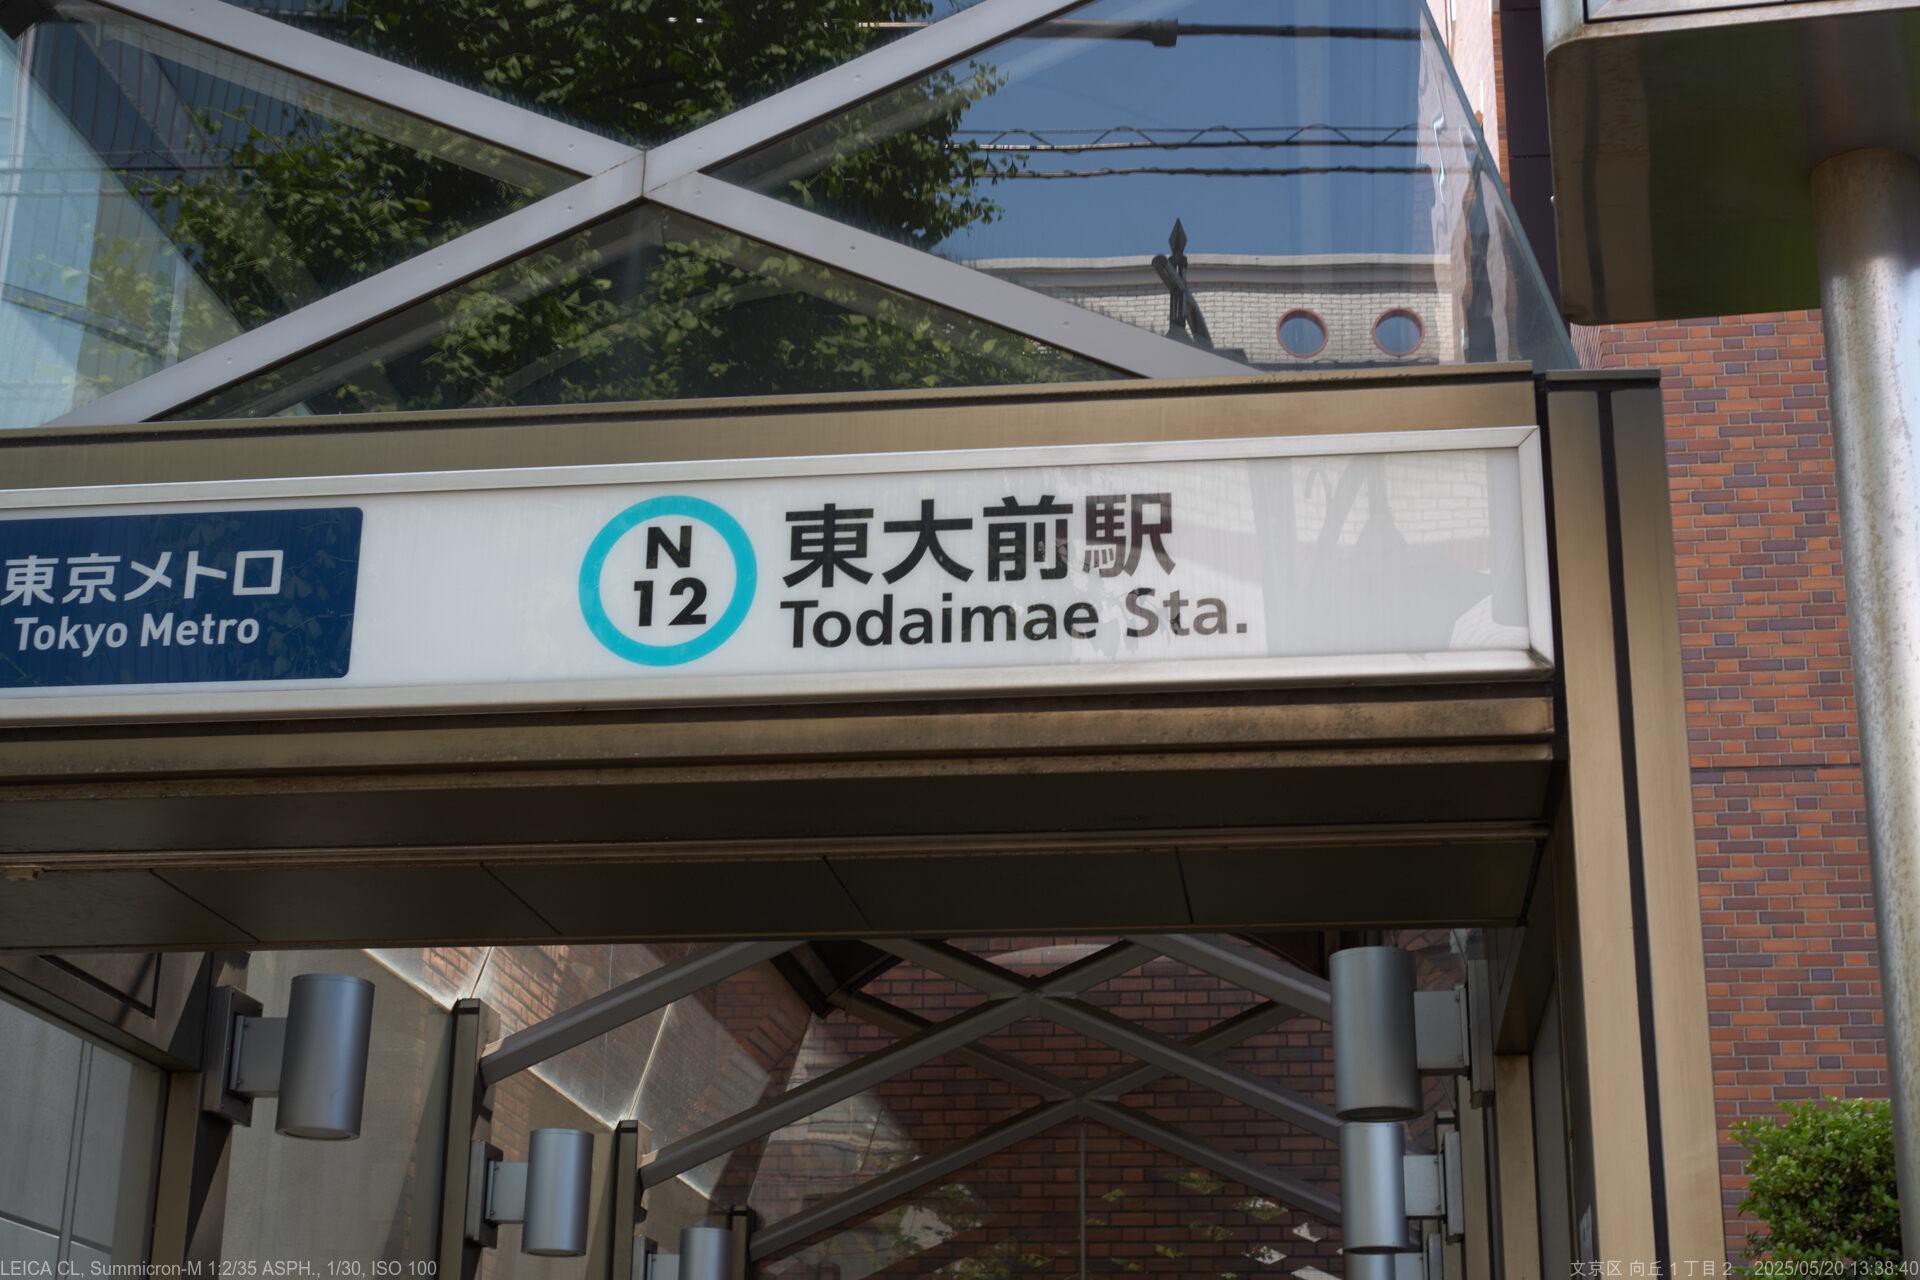 東京メトロ
Tokyo Metro
N
12
東大前駅
Todaimae Sta.
LEICA CL, Summicron-M 1:2/35 ASPH., 1/30, ISO 100
文京区 向丘 1 丁目 2 2025/05/20 13:38:40